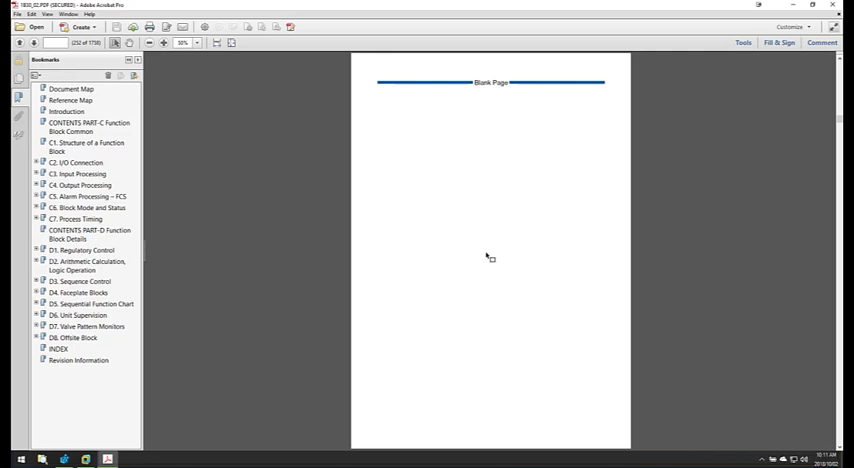 1830_02.PDF (SECURED) - Adobe Acrobat Pro
File Edit View Window Help
Open Create Customize
(252 of 1758) 50% Tools Fill & Sign Comment
Bookmarks
Document Map
Reference Map
Introduction
CONTENTS PART-C Function
Block Common
C1. Structure of a Function
Block
C2. I/O Connection
C3. Input Processing
C4. Output Processing
C5. Alarm Processing – FCS
C6. Block Mode and Status
C7. Process Timing
CONTENTS PART-D Function
Block Details
D1. Regulatory Control
D2. Arithmetic Calculation,
Logic Operation
D3. Sequence Control
D4. Faceplate Blocks
D5. Sequential Function Chart
D6. Unit Supervision
D7. Valve Pattern Monitors
D8. Offsite Block
INDEX
Revision Information
Blank Page
10:11 AM
2018/10/02